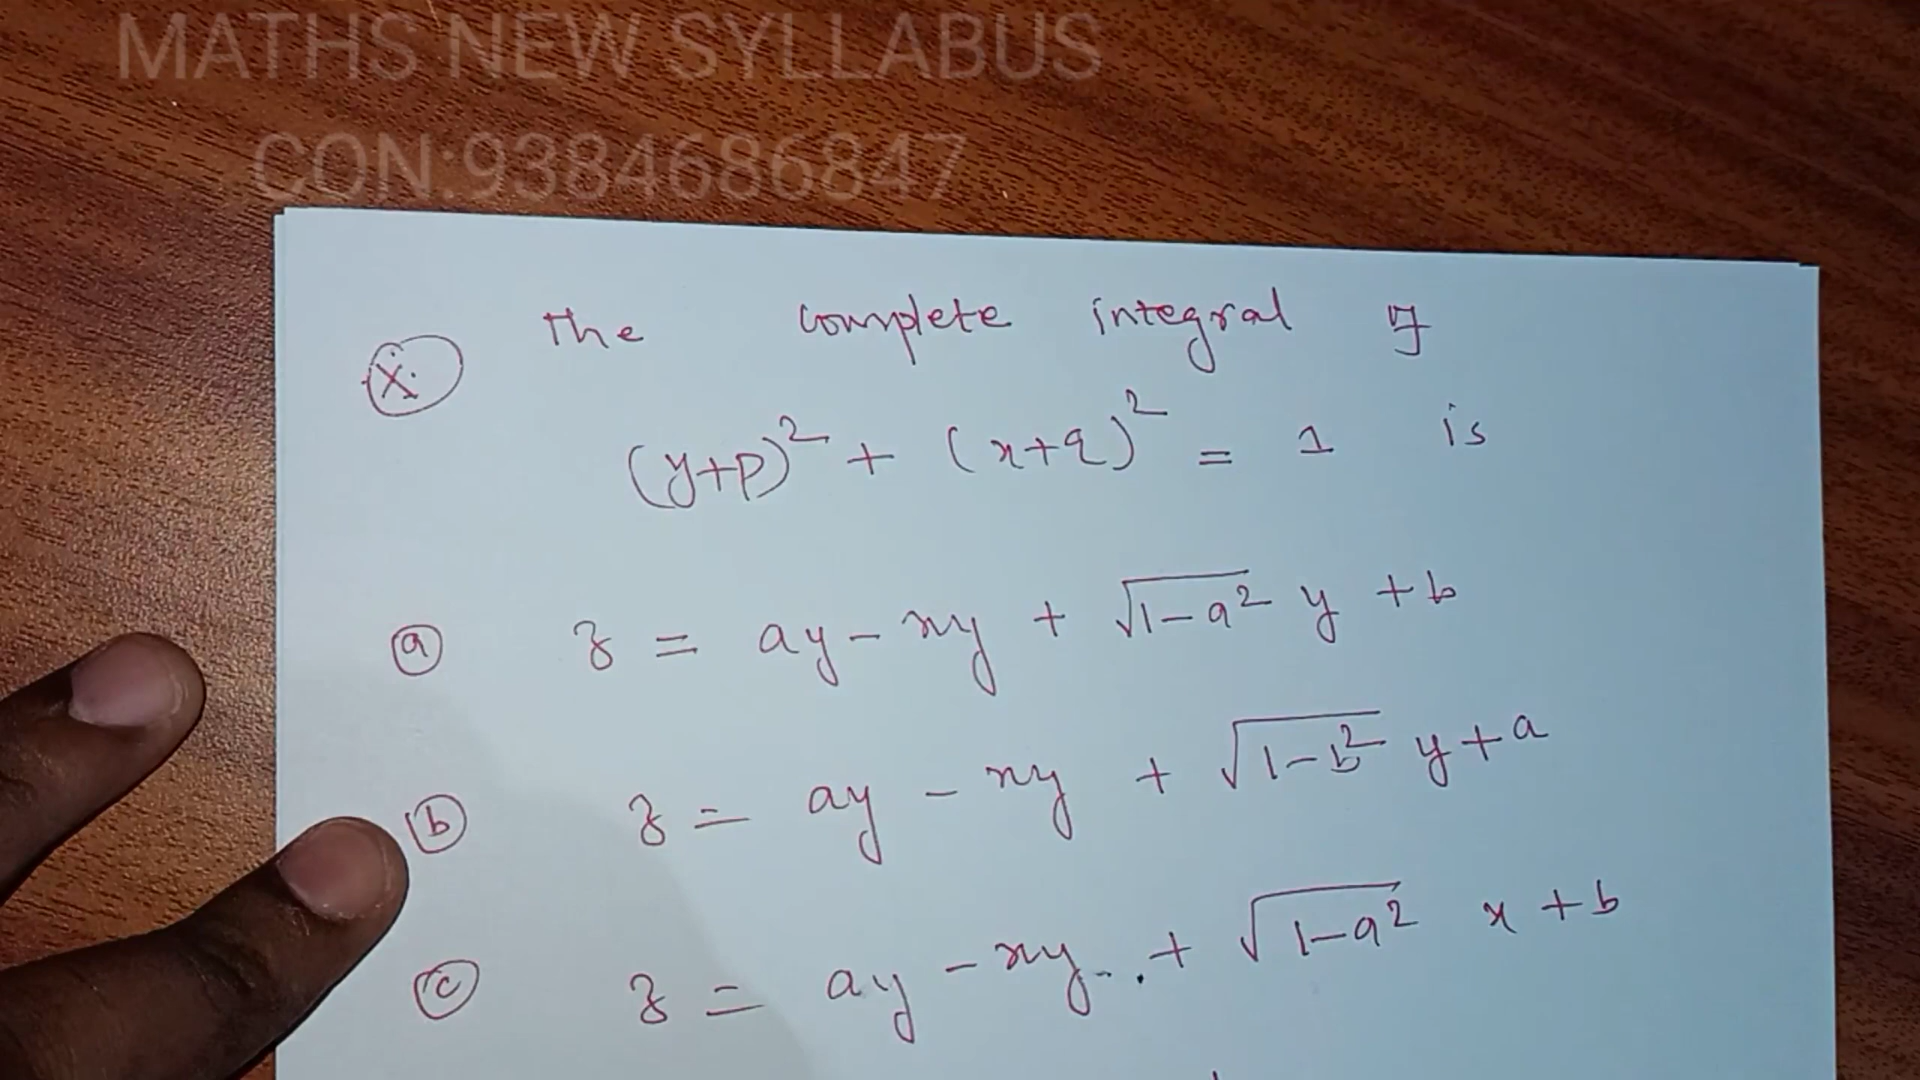 MATHS NEW SYLLABUS
CON:9384686847
The complete integral of
(y+p)² + (x+q)² = 1 is
(a) z = ay - xy + √(1-a²) y + b
(b) z = ay - xy + √(1-b²) y + a
(c) z = ay - xy + √(1-a²) x + b